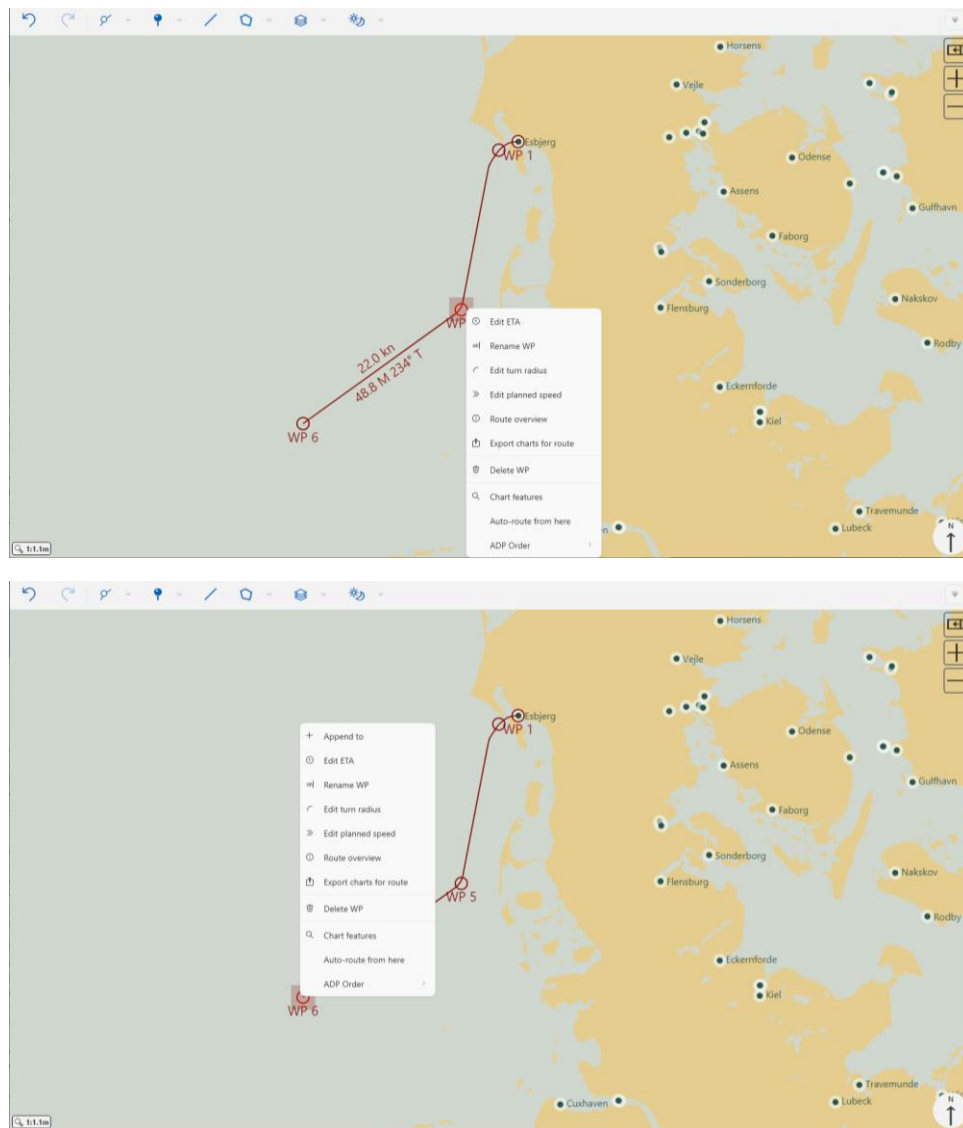 Horsens
Vejle
Esbjerg
WP 1
Odense
Assens
Gulfhavn
Faborg
Sonderborg
Flensburg
Nakskov
WP
Rodby
22.0 kn
48.8 M 234° T
WP 6
Edit ETA
Rename WP
Edit turn radius
Edit planned speed
Route overview
Export charts for route
Delete WP
Chart features
Auto-route from here
ADP Order
Eckernforde
Kiel
Travemunde
Lubeck
n
N
1:1.1m
Horsens
Vejle
Esbjerg
WP 1
Odense
Assens
Gulfhavn
Faborg
Sonderborg
Flensburg
Nakskov
WP 5
Rodby
Append to
Edit ETA
Rename WP
Edit turn radius
Edit planned speed
Route overview
Export charts for route
Delete WP
Chart features
Auto-route from here
ADP Order
WP 6
Eckernforde
Kiel
Travemunde
Lubeck
Cuxhaven
N
1:1.1m